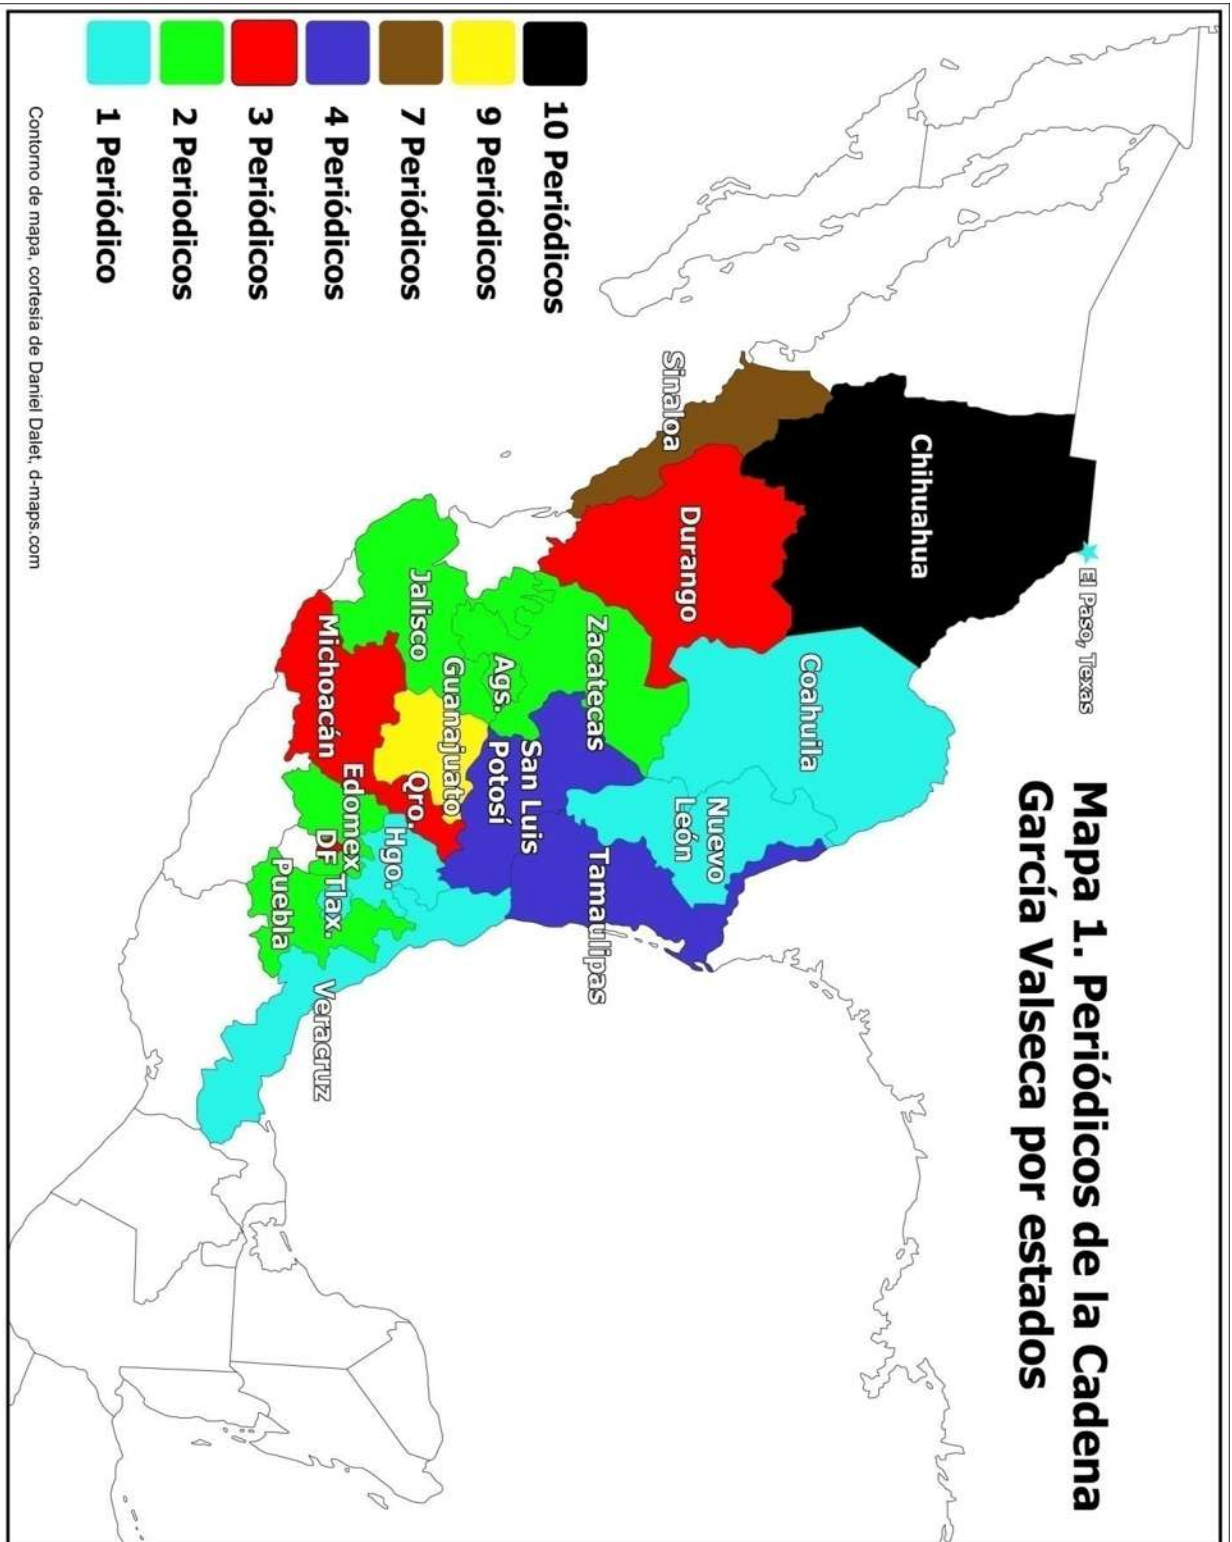 Mapa 1. Periódicos de la Cadena
García Valseca por estados
El Paso, Texas
Chihuahua
Coahuila
Nuevo
León
Sinaloa
Durango
Zacatecas
Tamaulipas
San Luis
Potosí
Ags.
Guanajuato
Jalisco
Qro.
Hgo.
Michoacán
Edomex
DF
Tlax.
Veracruz
Puebla
10 Periódicos
9 Periódicos
7 Periódicos
4 Periódicos
3 Periódicos
2 Periodicos
1 Periódico
Contorno de mapa, cortesía de Daniel Dalet, d-maps.com